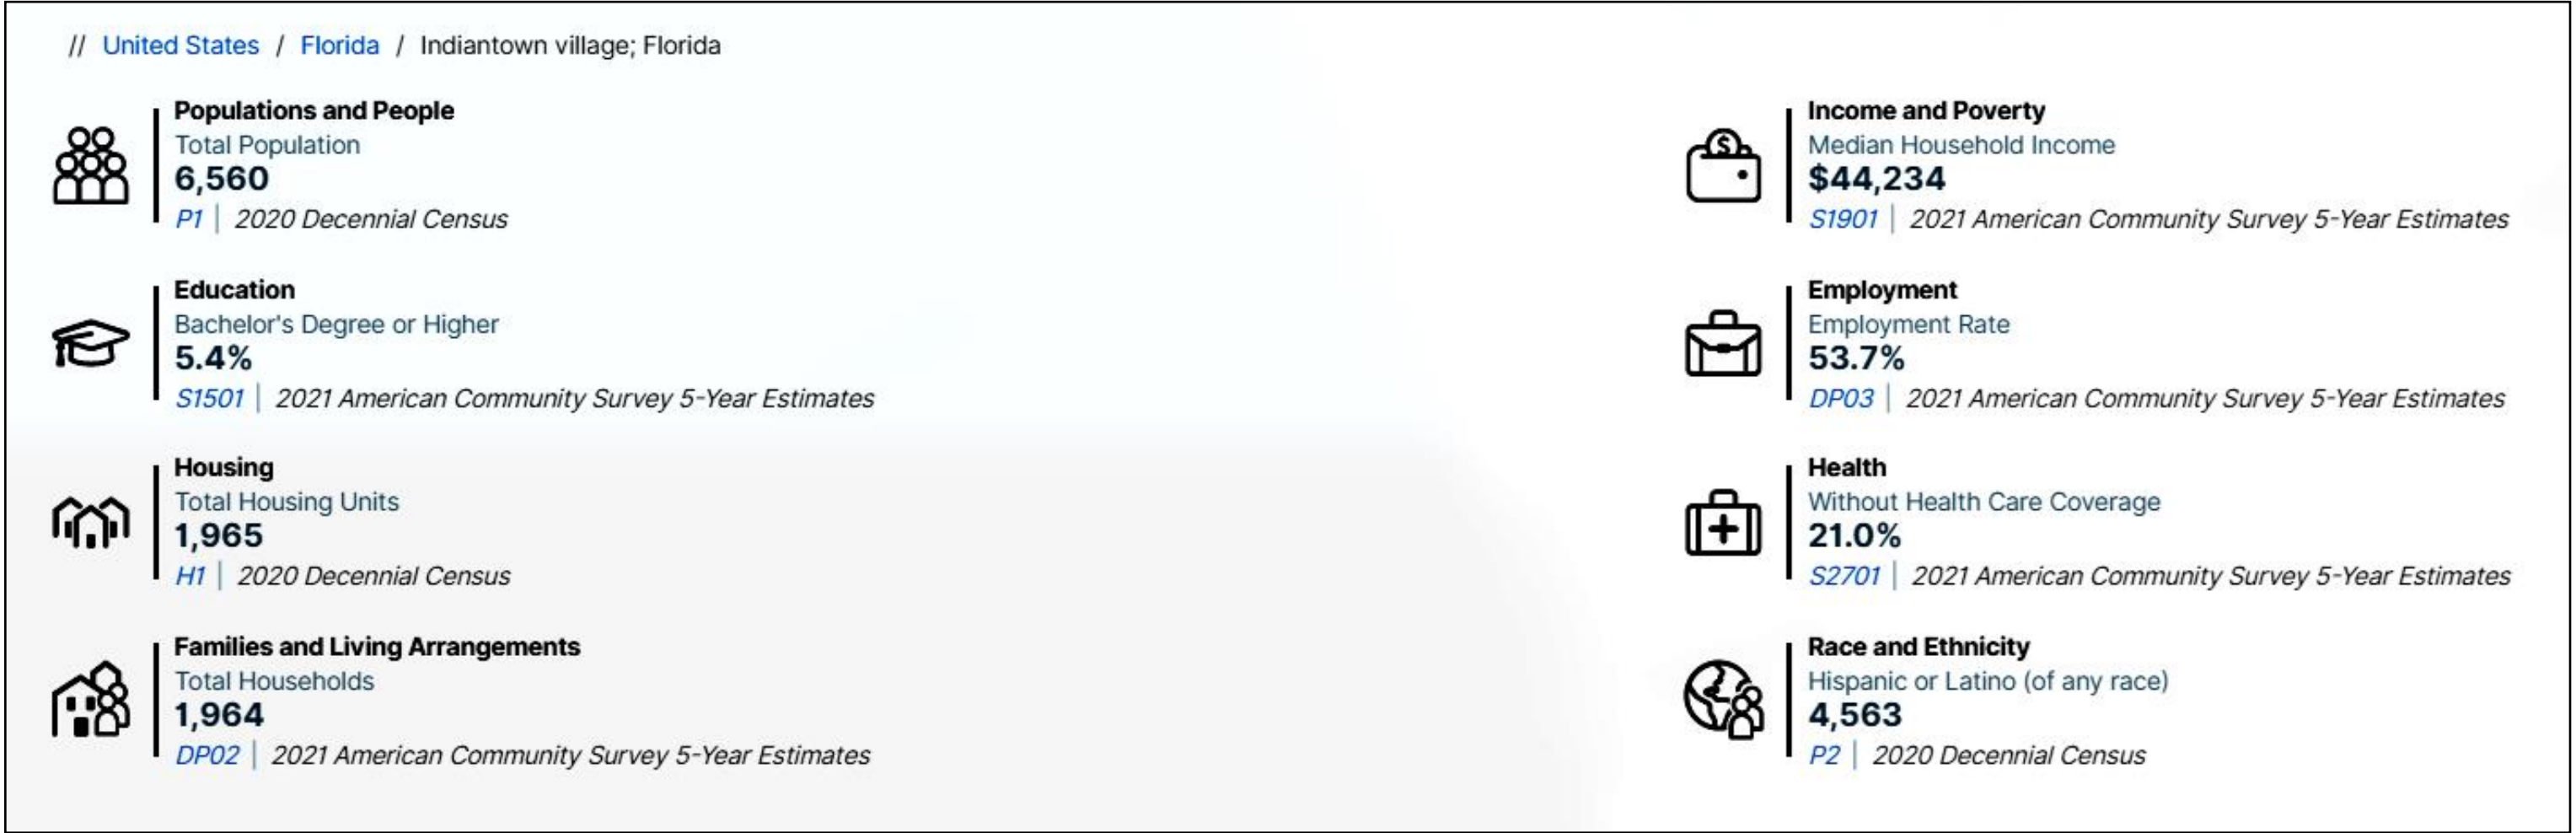 // United States / Florida / Indiantown village; Florida
Populations and People
Total Population
6,560
P1 | 2020 Decennial Census
Income and Poverty
Median Household Income
$44,234
S1901 | 2021 American Community Survey 5-Year Estimates
Education
Bachelor's Degree or Higher
5.4%
S1501 | 2021 American Community Survey 5-Year Estimates
Employment
Employment Rate
53.7%
DP03 | 2021 American Community Survey 5-Year Estimates
Housing
Total Housing Units
1,965
H1 | 2020 Decennial Census
Health
Without Health Care Coverage
21.0%
S2701 | 2021 American Community Survey 5-Year Estimates
Families and Living Arrangements
Total Households
1,964
DP02 | 2021 American Community Survey 5-Year Estimates
Race and Ethnicity
Hispanic or Latino (of any race)
4,563
P2 | 2020 Decennial Census